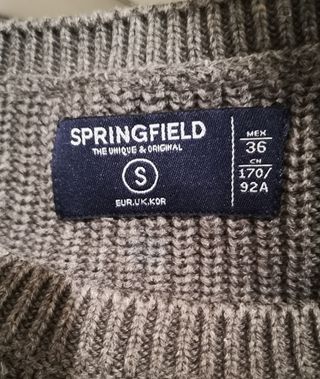 SPRINGFIELD
THE UNIQUE & ORIGINAL
S
EUR.UK.KOR
MEX
36
CN
170/
92A